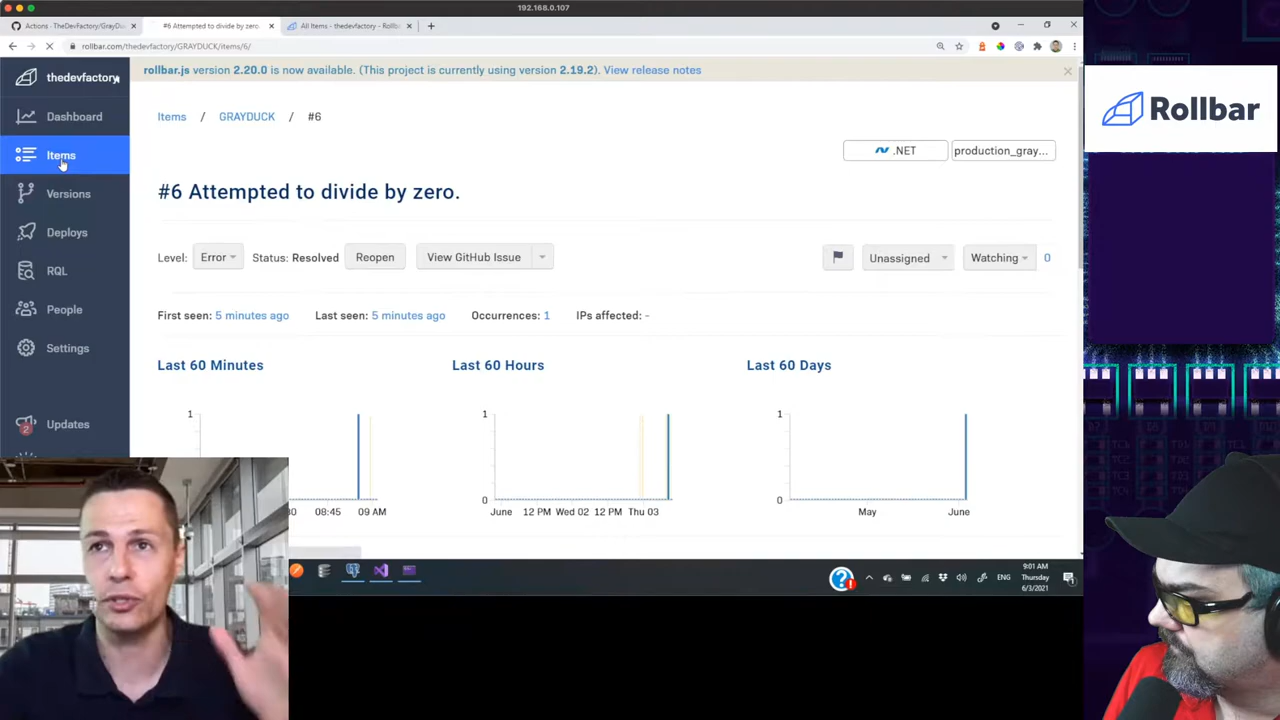 192.168.0.107
Actions · TheDevFactory/GrayDu
#6 Attempted to divide by zero.
All Items - thedevfactory - Rollb
rollbar.com/thedevfactory/GRAYDUCK/items/6/
thedevfactory
rollbar.js version 2.20.0 is now available. (This project is currently using version 2.19.2). View release notes
Rollbar
Dashboard
Items
Versions
Deploys
RQL
People
Settings
Updates
2
Items / GRAYDUCK / #6
.NET
production_gray...
#6 Attempted to divide by zero.
Level: Error Status: Resolved Reopen View GitHub Issue
Unassigned Watching 0
First seen: 5 minutes ago Last seen: 5 minutes ago Occurrences: 1 IPs affected: -
Last 60 Minutes
1
08:45 09 AM
Last 60 Hours
1
0
June 12 PM Wed 02 12 PM Thu 03
Last 60 Days
1
0
May June
ENG
9:01 AM
Thursday
6/3/2021